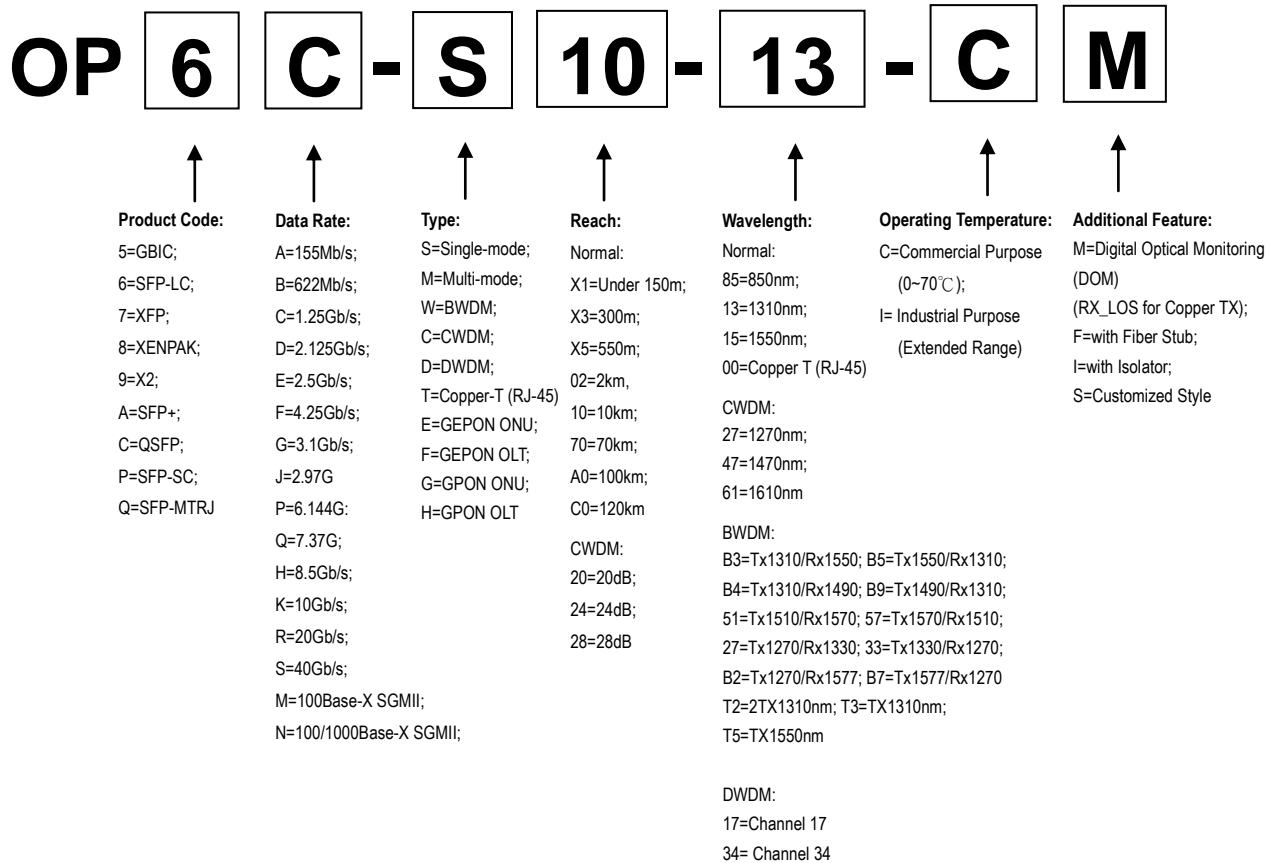 OP 6 C - S 10 - 13 - C M
Product Code:
5=GBIC;
6=SFP-LC;
7=XFP;
8=XENPAK;
9=X2;
A=SFP+;
C=QSFP;
P=SFP-SC;
Q=SFP-MTRJ
Data Rate:
A=155Mb/s;
B=622Mb/s;
C=1.25Gb/s;
D=2.125Gb/s;
E=2.5Gb/s;
F=4.25Gb/s;
G=3.1Gb/s;
J=2.97G
P=6.144G:
Q=7.37G;
H=8.5Gb/s;
K=10Gb/s;
R=20Gb/s;
S=40Gb/s;
M=100Base-X SGMII;
N=100/1000Base-X SGMII;
Type:
S=Single-mode;
M=Multi-mode;
W=BWDM;
C=CWDM;
D=DWDM;
T=Copper-T (RJ-45)
E=GEPON ONU;
F=GEPON OLT;
G=GPON ONU;
H=GPON OLT
Reach:
Normal:
X1=Under 150m;
X3=300m;
X5=550m;
02=2km,
10=10km;
70=70km;
A0=100km;
C0=120km
CWDM:
20=20dB;
24=24dB;
28=28dB
Wavelength:
Normal:
85=850nm;
13=1310nm;
15=1550nm;
00=Copper T (RJ-45)
CWDM:
27=1270nm;
47=1470nm;
61=1610nm
BWDM:
B3=Tx1310/Rx1550; B5=Tx1550/Rx1310;
B4=Tx1310/Rx1490; B9=Tx1490/Rx1310;
51=Tx1510/Rx1570; 57=Tx1570/Rx1510;
27=Tx1270/Rx1330; 33=Tx1330/Rx1270;
B2=Tx1270/Rx1577; B7=Tx1577/Rx1270
T2=2TX1310nm; T3=TX1310nm;
T5=TX1550nm
DWDM:
17=Channel 17
34= Channel 34
Operating Temperature:
C=Commercial Purpose
(0~70℃);
I= Industrial Purpose
(Extended Range)
Additional Feature:
M=Digital Optical Monitoring
(DOM)
(RX_LOS for Copper TX);
F=with Fiber Stub;
I=with Isolator;
S=Customized Style